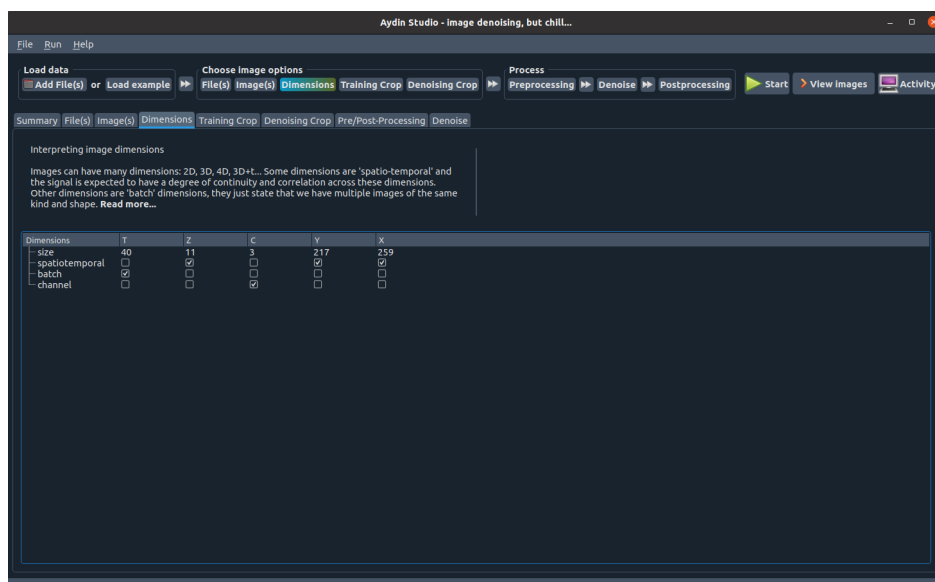 Aydin Studio - image denoising, but chill...
File Run Help
Load data Choose image options Process
Add File(s) or Load example File(s) Image(s) Dimensions Training Crop Denoising Crop Preprocessing Denoise Postprocessing Start View Images Activity
Summary File(s) Image(s) Dimensions Training Crop Denoising Crop Pre/Post-Processing Denoise
Interpreting image dimensions
Images can have many dimensions: 2D, 3D, 4D, 3D+t... Some dimensions are 'spatio-temporal' and
the signal is expected to have a degree of continuity and correlation across these dimensions.
Other dimensions are 'batch' dimensions, they just state that we have multiple images of the same
kind and shape. Read more...
Dimensions T Z C Y X
size 40 11 3 217 259
spatiotemporal
batch
channel